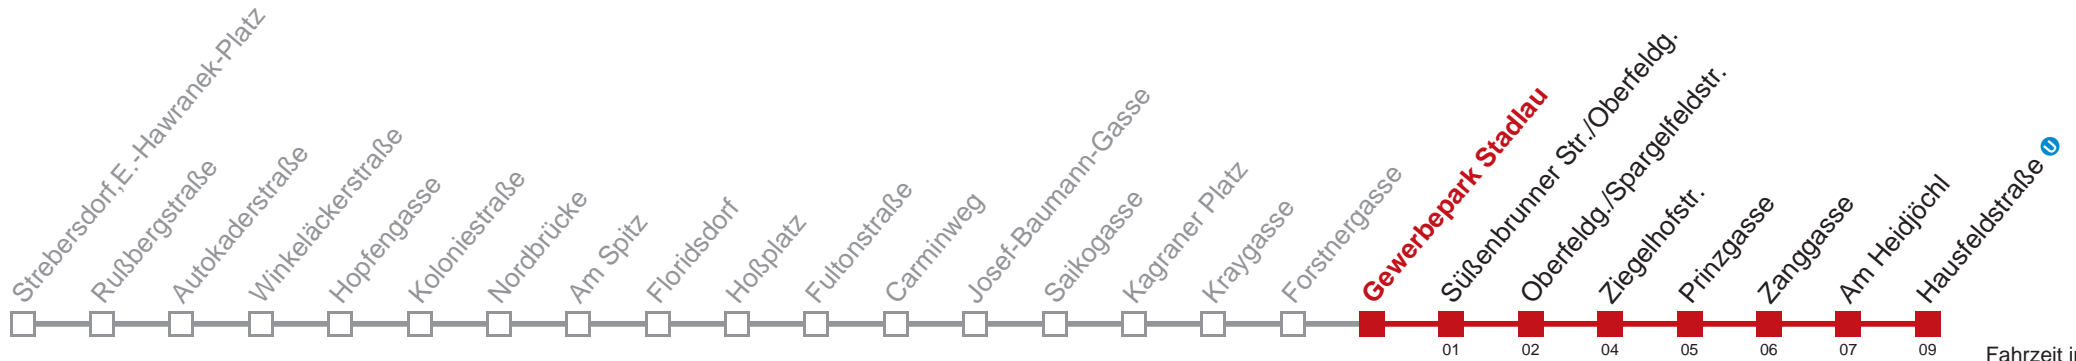 Strebersdorf,E.-Hawranek-Platz
Rußbergstraße
Autokaderstraße
Winkeläckerstraße
Hopfengasse
Koloniestraße
Nordbrücke
Am Spitz
Floridsdorf
Hoßplatz
Fultonstraße
Carminweg
Josef-Baumann-Gasse
Saikogasse
Kagraner Platz
Kraygasse
Forstnergasse
Gewerbepark Stadlau
Süßenbrunner Str./Oberfeldg.
Oberfeldg./Spargelfeldstr.
Ziegelhofstr.
Prinzgasse
Zanggasse
Am Heidjöchl
Hausfeldstraße U
01 02 04 05 06 07 09
Fahrzeit i